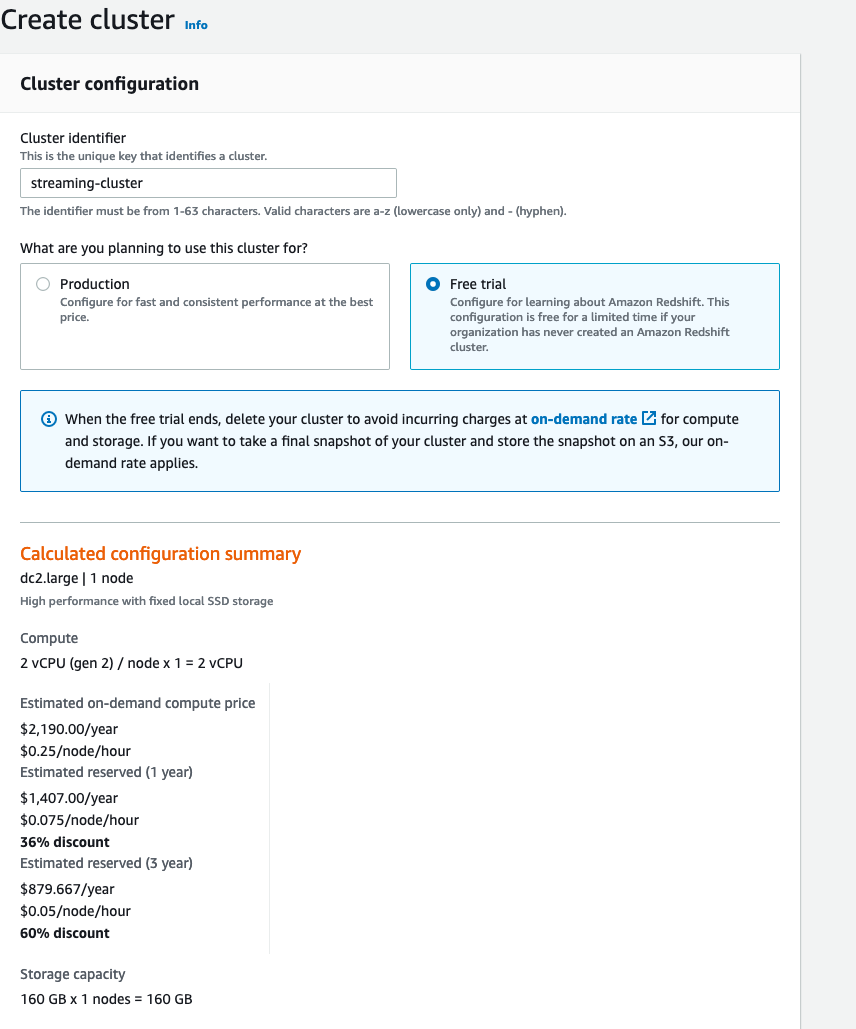 Create cluster Info
Cluster configuration
Cluster identifier
This is the unique key that identifies a cluster.
streaming-cluster
The identifier must be from 1-63 characters. Valid characters are a-z (lowercase only) and - (hyphen).
What are you planning to use this cluster for?
Production
Configure for fast and consistent performance at the best
price.
Free trial
Configure for learning about Amazon Redshift. This
configuration is free for a limited time if your
organization has never created an Amazon Redshift
cluster.
When the free trial ends, delete your cluster to avoid incurring charges at on-demand rate for compute
and storage. If you want to take a final snapshot of your cluster and store the snapshot on an S3, our on-
demand rate applies.
Calculated configuration summary
dc2.large | 1 node
High performance with fixed local SSD storage
Compute
2 vCPU (gen 2) / node x 1 = 2 vCPU
Estimated on-demand compute price
$2,190.00/year
$0.25/node/hour
Estimated reserved (1 year)
$1,407.00/year
$0.075/node/hour
36% discount
Estimated reserved (3 year)
$879.667/year
$0.05/node/hour
60% discount
Storage capacity
160 GB x 1 nodes = 160 GB